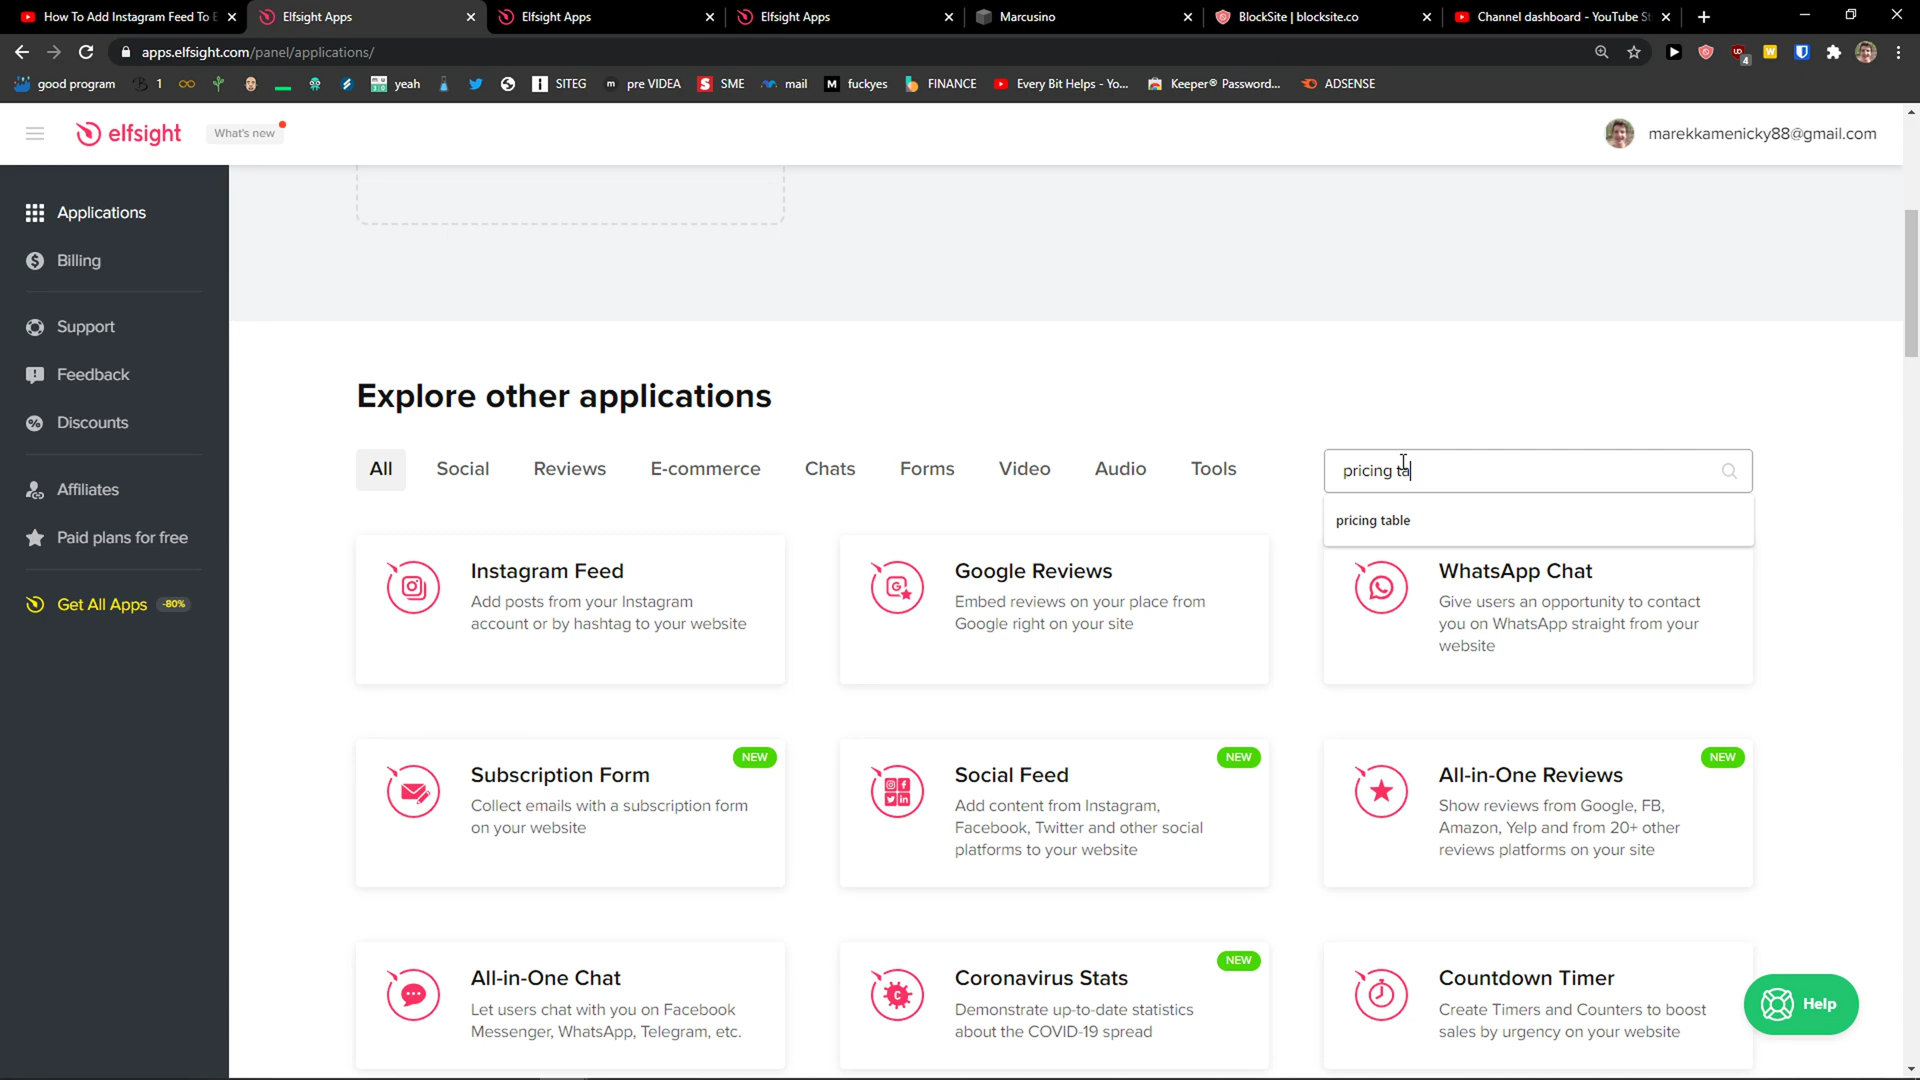 How To Add Instagram Feed To E
Elfsight Apps
Elfsight Apps
Elfsight Apps
Marcusino
BlockSite | blocksite.co
Channel dashboard - YouTube St
apps.elfsight.com/panel/applications/
4
good program
1
yeah
SITEG
pre VIDEA
SME
mail
fuckyes
FINANCE
Every Bit Helps - Yo...
Keeper® Password...
ADSENSE
elfsight
What's new
marekkamenicky88@gmail.com
Applications
Billing
Support
Feedback
Discounts
Affiliates
Paid plans for free
Get All Apps -80%
Explore other applications
All
Social
Reviews
E-commerce
Chats
Forms
Video
Audio
Tools
pricing ta
pricing table
Instagram Feed
Add posts from your Instagram
account or by hashtag to your website
Google Reviews
Embed reviews on your place from
Google right on your site
WhatsApp Chat
Give users an opportunity to contact
you on WhatsApp straight from your
website
NEW
Subscription Form
Collect emails with a subscription form
on your website
NEW
Social Feed
Add content from Instagram,
Facebook, Twitter and other social
platforms to your website
NEW
All-in-One Reviews
Show reviews from Google, FB,
Amazon, Yelp and from 20+ other
reviews platforms on your site
All-in-One Chat
Let users chat with you on Facebook
Messenger, WhatsApp, Telegram, etc.
NEW
Coronavirus Stats
Demonstrate up-to-date statistics
about the COVID-19 spread
Countdown Timer
Create Timers and Counters to boost
sales by urgency on your website
Help